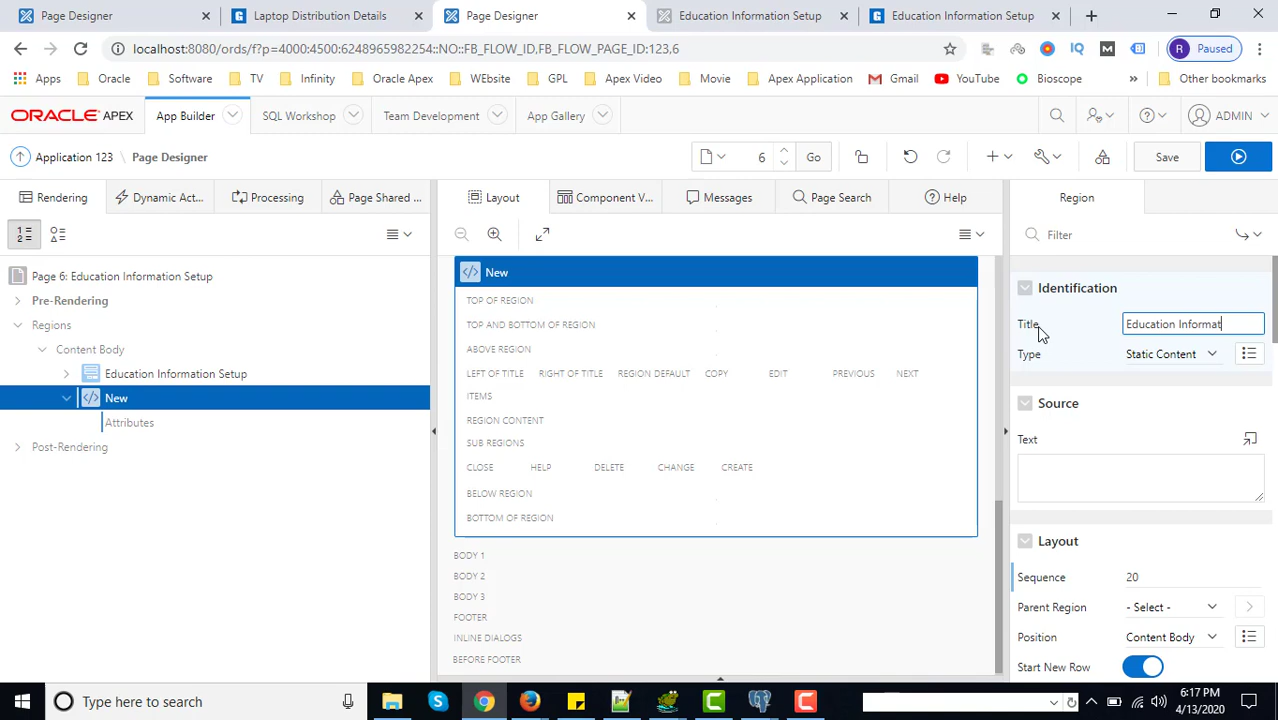 Page Designer
Laptop Distribution Details
Page Designer
Education Information Setup
Education Information Setup
localhost:8080/ords/f?p=4000:4500:6248965982254::NO::FB_FLOW_ID,FB_FLOW_PAGE_ID:123,6
Paused
Apps Oracle Software TV Infinity Oracle Apex WEbsite GPL Apex Video Movie Apex Application Gmail YouTube Bioscope » Other bookmarks
ORACLE APEX App Builder SQL Workshop Team Development App Gallery ADMIN
Application 123 Page Designer 6 Go Save
Rendering Dynamic Act... Processing Page Shared ... Layout Component V... Messages Page Search Help Region
Filter
Page 6: Education Information Setup
Pre-Rendering
Regions
Content Body
Education Information Setup
New
Attributes
Post-Rendering
New
TOP OF REGION
TOP AND BOTTOM OF REGION
ABOVE REGION
LEFT OF TITLE RIGHT OF TITLE REGION DEFAULT COPY EDIT PREVIOUS NEXT
ITEMS
REGION CONTENT
SUB REGIONS
CLOSE HELP DELETE CHANGE CREATE
BELOW REGION
BOTTOM OF REGION
BODY 1
BODY 2
BODY 3
FOOTER
INLINE DIALOGS
BEFORE FOOTER
Identification
Title Education Informat
Type Static Content
Source
Text
Layout
Sequence 20
Parent Region - Select -
Position Content Body
Start New Row
Type here to search
6:17 PM
4/13/2020